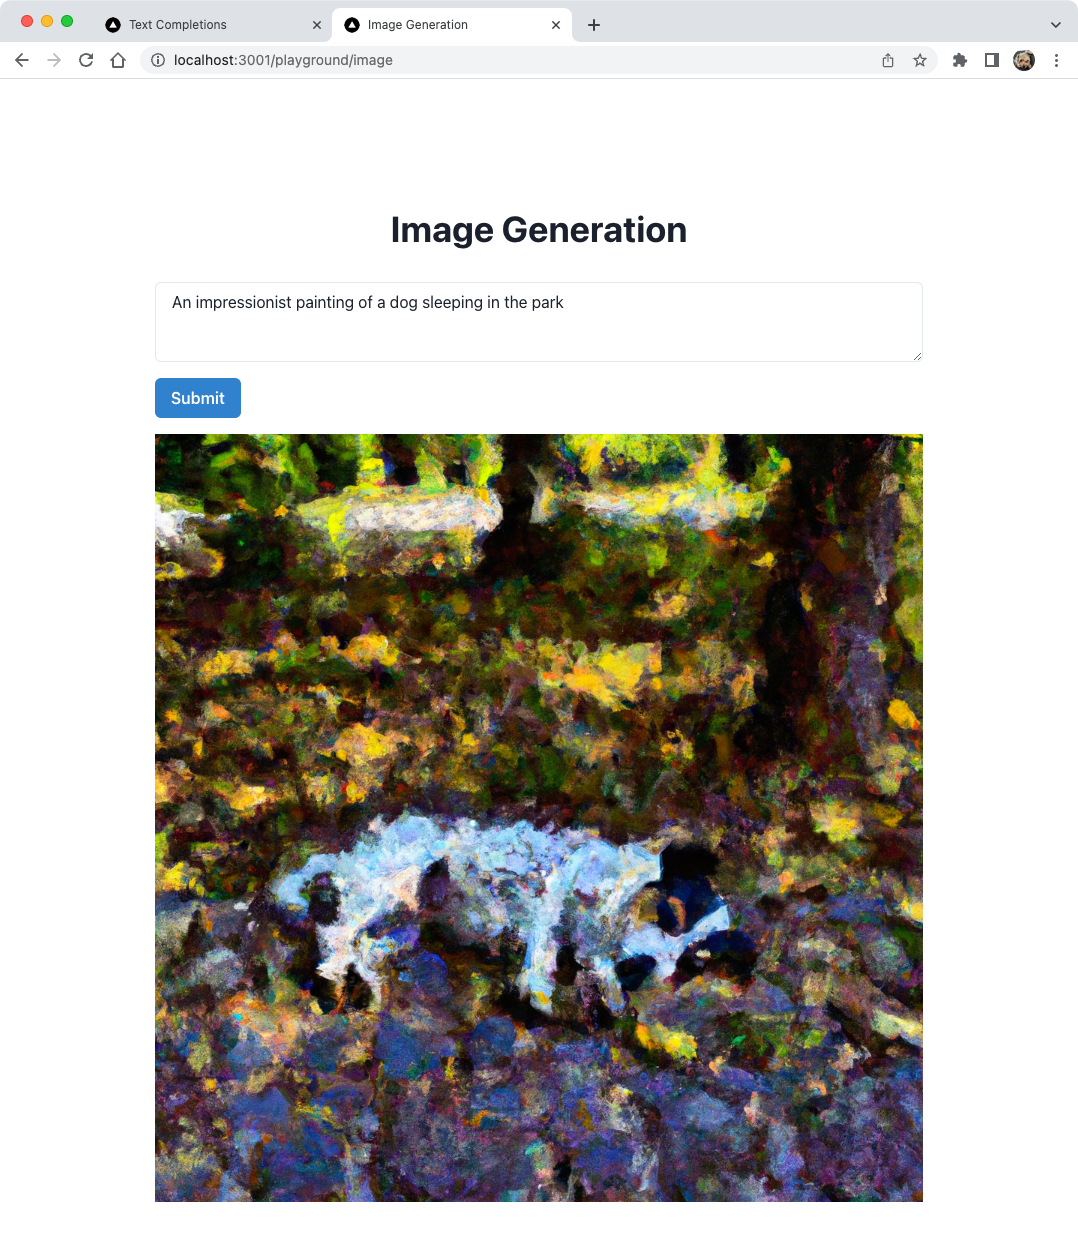 Text Completions
Image Generation
localhost:3001/playground/image
Image Generation
An impressionist painting of a dog sleeping in the park
Submit